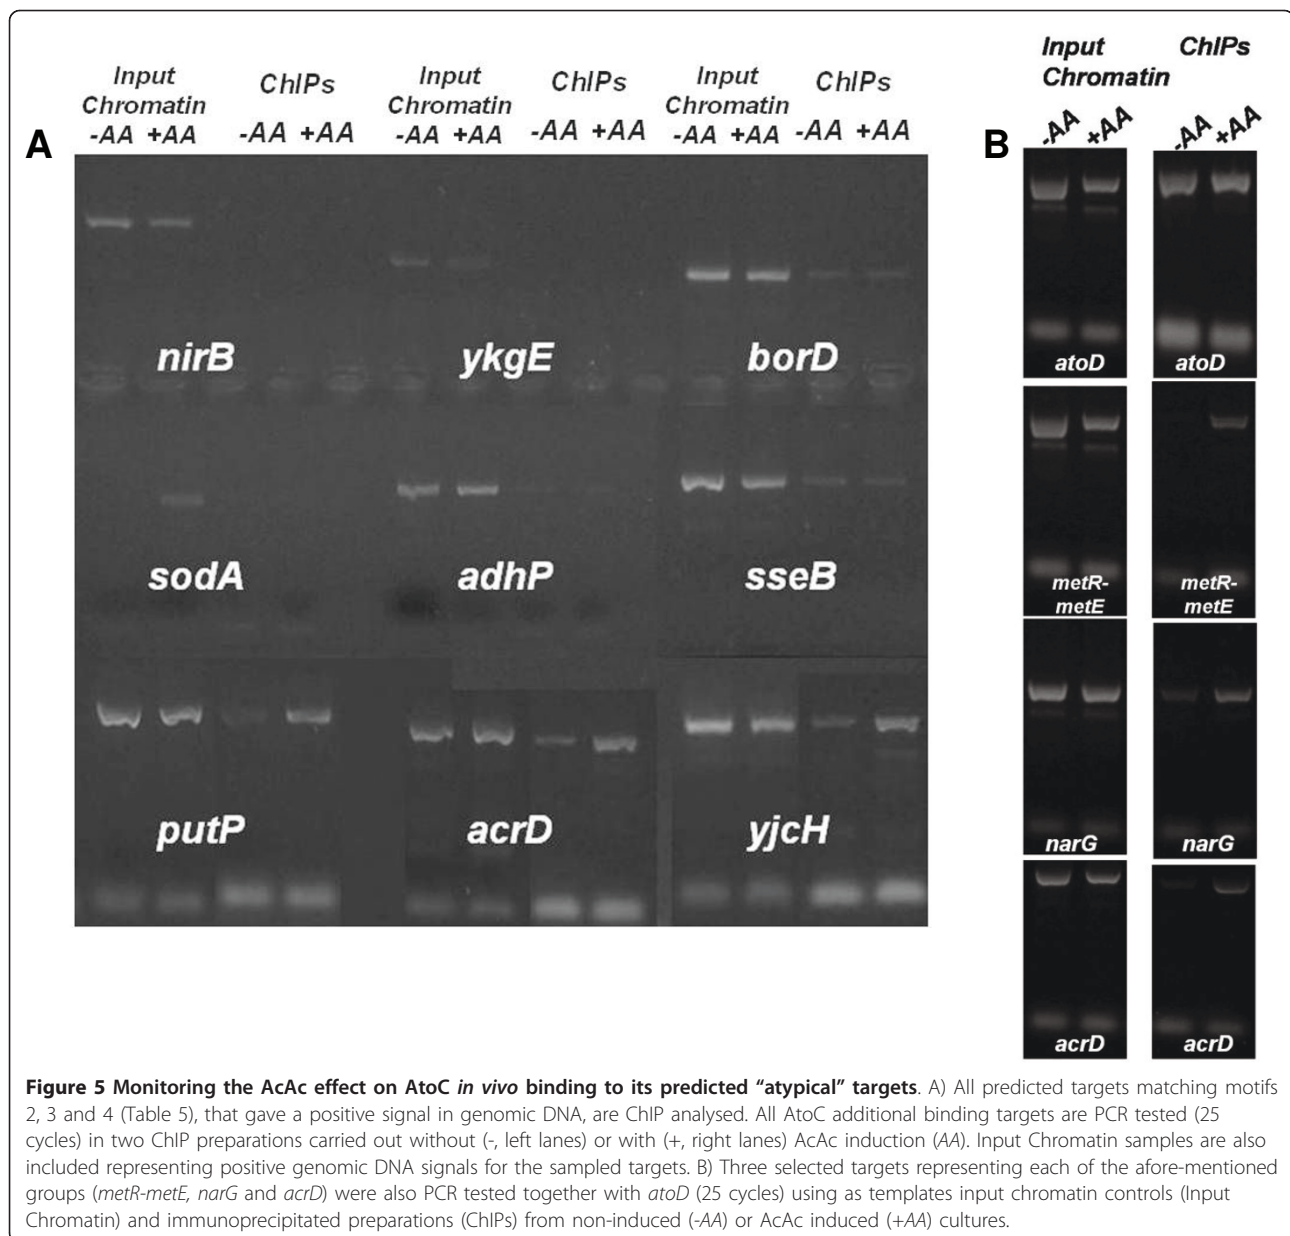 Input Chromatin ChIPs Input Chromatin ChIPs Input Chromatin ChIPs
A -AA +AA -AA +AA -AA +AA -AA +AA -AA +AA -AA +AA
nirB ykgE borD
sodA adhP sseB
putP acrD yjcH
Input Chromatin ChIPs
B -AA +AA -AA +AA
atoD atoD
metR-metE metR-metE
narG narG
acrD acrD
Figure 5 Monitoring the AcAc effect on AtoC in vivo binding to its predicted “atypical” targets. A) All predicted targets matching motifs
2, 3 and 4 (Table 5), that gave a positive signal in genomic DNA, are ChIP analysed. All AtoC additional binding targets are PCR tested (25
cycles) in two ChIP preparations carried out without (-, left lanes) or with (+, right lanes) AcAc induction (AA). Input Chromatin samples are also
included representing positive genomic DNA signals for the sampled targets. B) Three selected targets representing each of the afore-mentioned
groups (metR-metE, narG and acrD) were also PCR tested together with atoD (25 cycles) using as templates input chromatin controls (Input
Chromatin) and immunoprecipitated preparations (ChIPs) from non-induced (-AA) or AcAc induced (+AA) cultures.